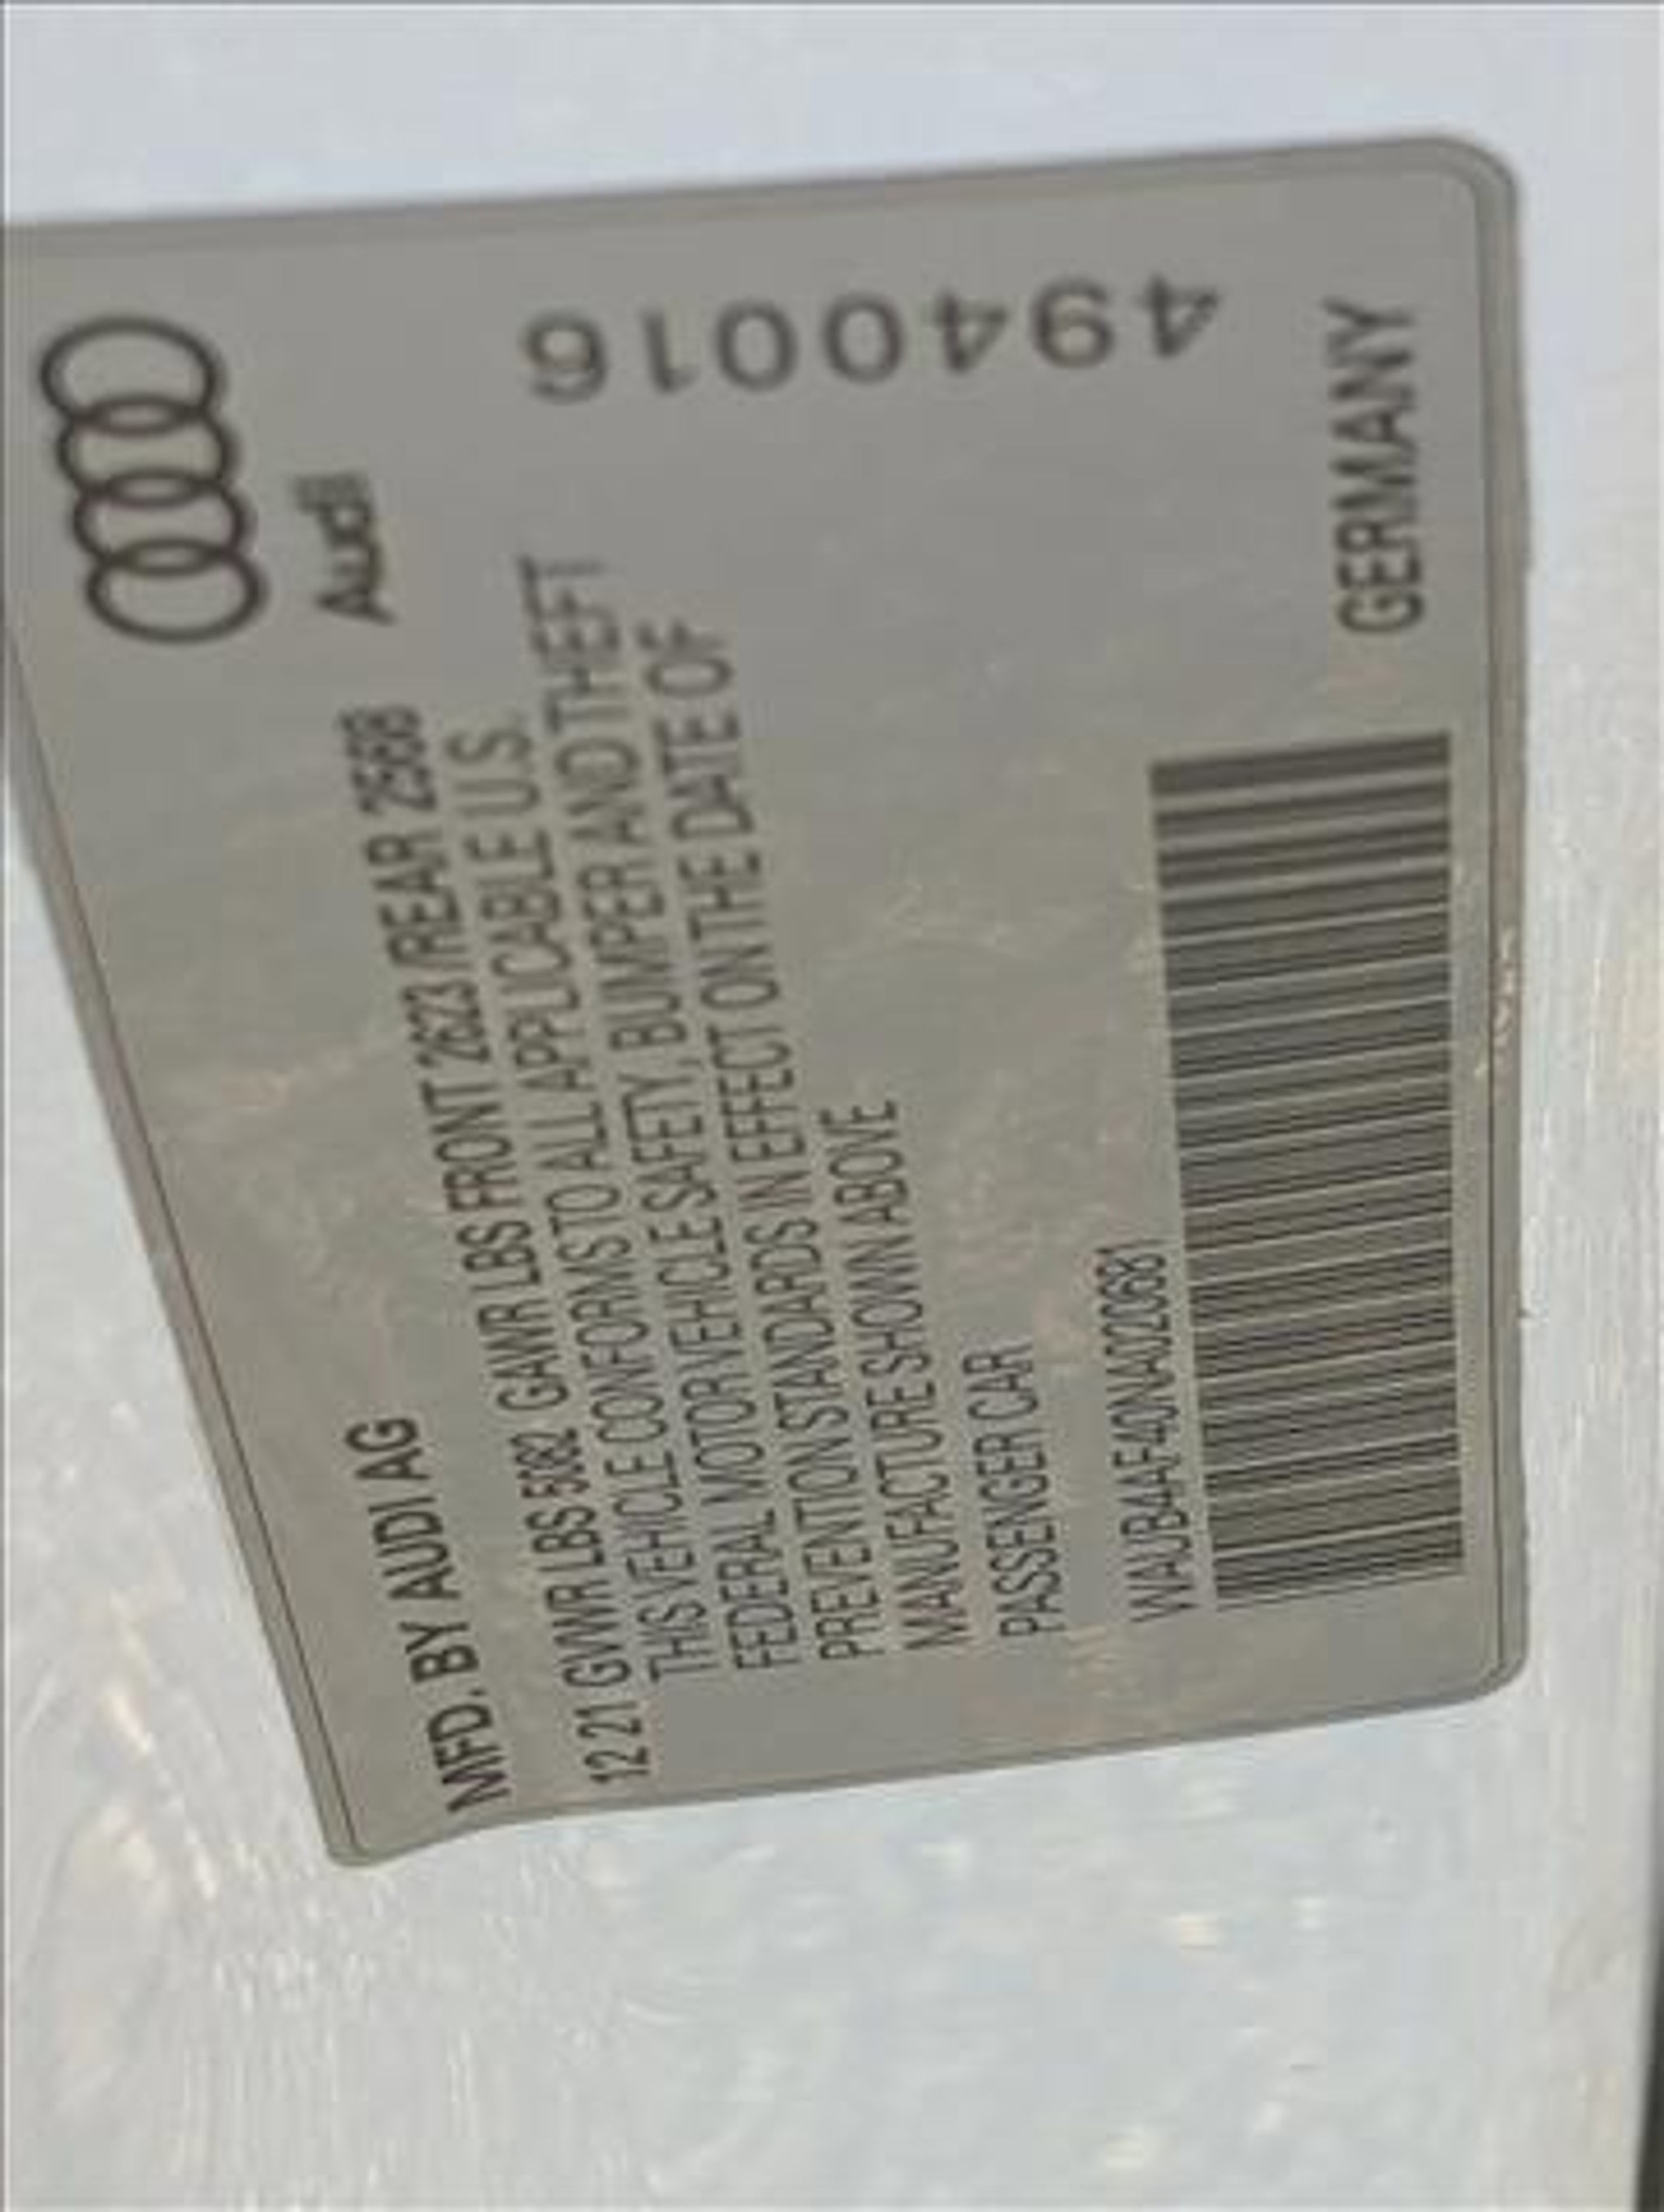 Audi
MFD. BY AUDI AG
12 21 GVWR LBS 5082 GAWR LBS FRONT 2623 / REAR 2568
THIS VEHICLE CONFORMS TO ALL APPLICABLE U.S.
FEDERAL MOTOR VEHICLE SAFETY, BUMPER AND THEFT
PREVENTION STANDARDS IN EFFECT ON THE DATE OF
MANUFACTURE SHOWN ABOVE
PASSENGER CAR
WAUB4AF40NA020681
GERMANY
4940016